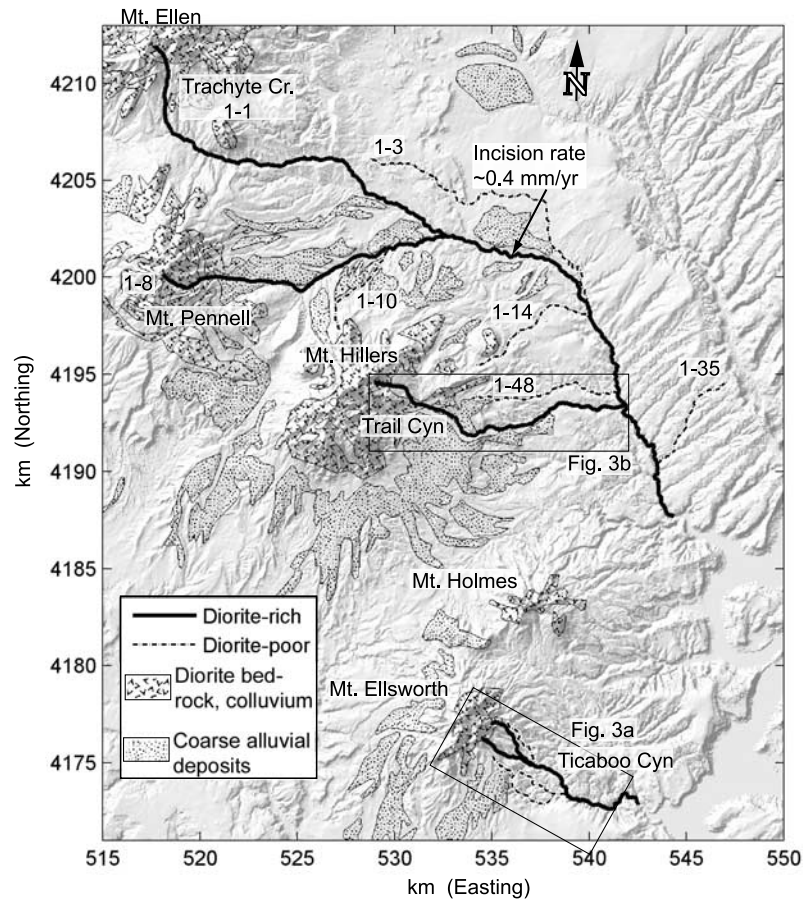 Mt. Ellen
4210
Trachyte Cr.
1-1
N
1-3
Incision rate
~0.4 mm/yr
4205
4200
1-8
1-10
Mt. Pennell
1-14
Mt. Hillers
4195
1-48
1-35
Trail Cyn
Fig. 3b
4190
km (Northing)
4185
Mt. Holmes
Diorite-rich
Diorite-poor
Diorite bed-
rock, colluvium
Coarse alluvial
deposits
4180
Mt. Ellsworth
Fig. 3a
Ticaboo Cyn
4175
515 520 525 530 535 540 545 550
km (Easting)